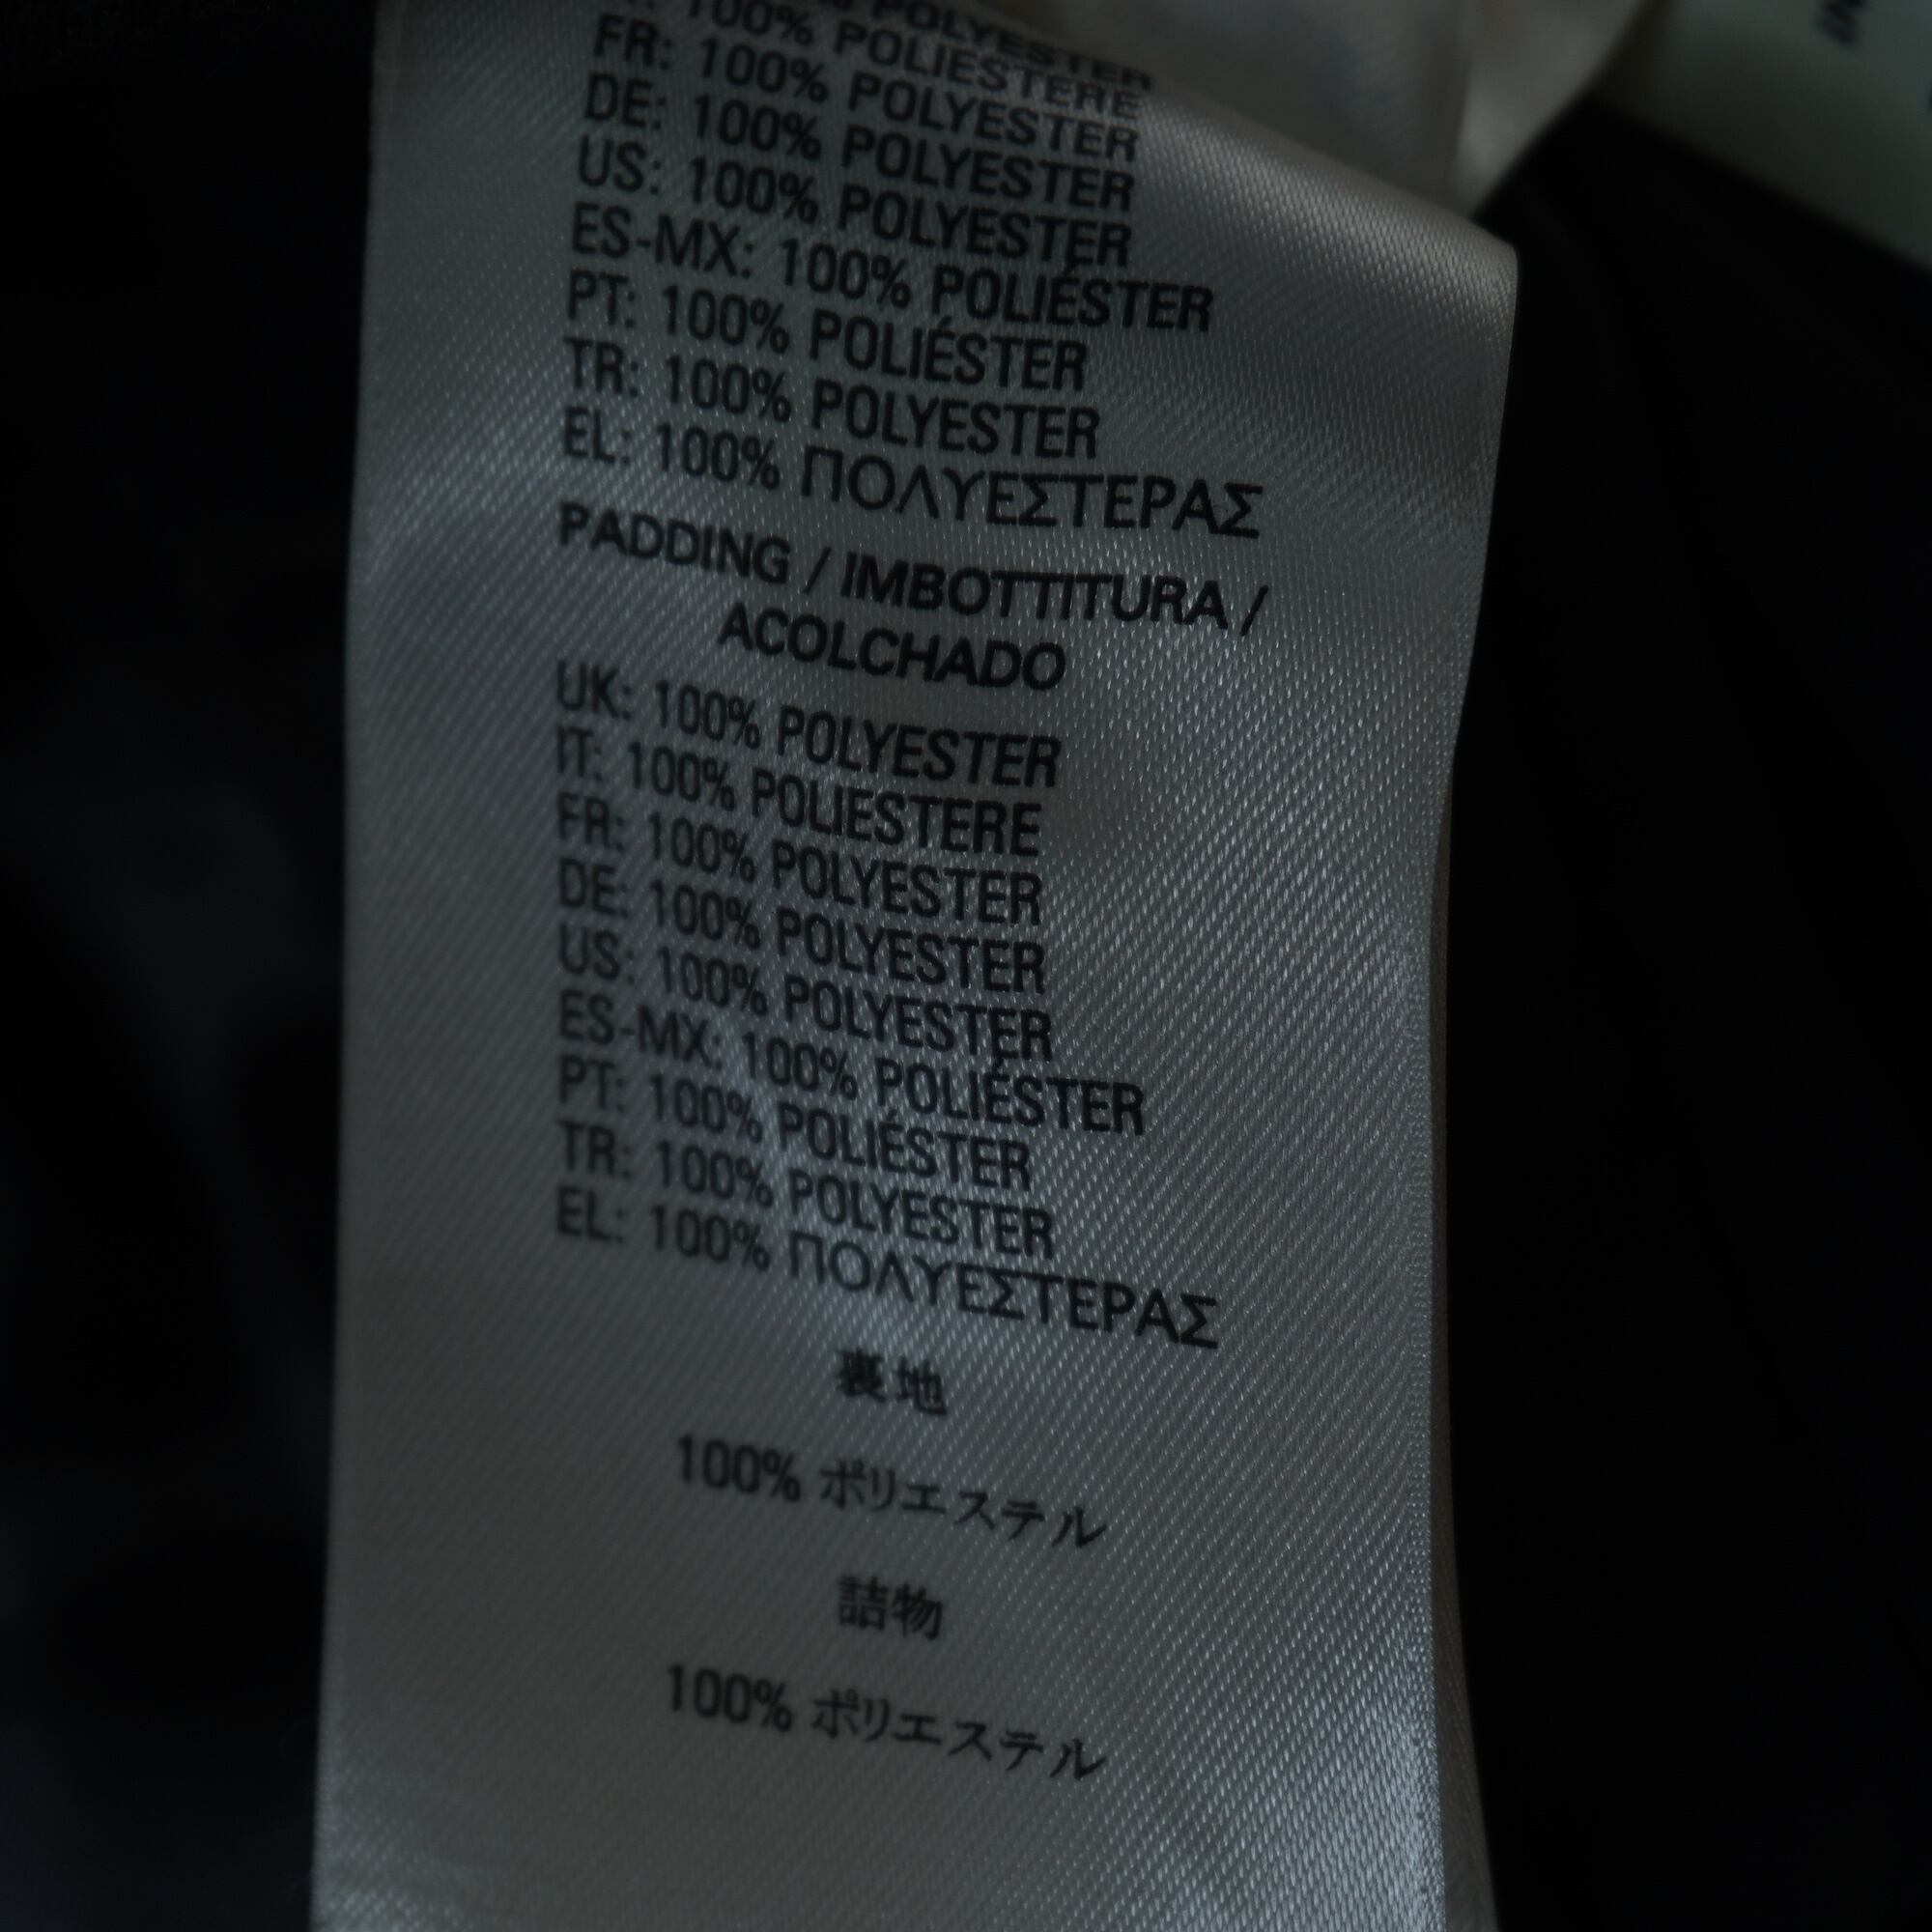 POLYESTER
100% POLIESTERE
FR: 100% POLYESTER
DE: 100% POLYESTER
US: 100% POLYESTER
ES-MX: 100% POLIÉSTER
PT: 100% POLIÉSTER
TR: 100% POLYESTER
EL: 100% ΠΟΛΥΕΣΤΕΡΑΣ
PADDING / IMBOTTITURA /
ACOLCHADO
UK: 100% POLYESTER
IT: 100% POLIESTERE
FR: 100% POLYESTER
DE: 100% POLYESTER
US: 100% POLYESTER
ES-MX: 100% POLIÉSTER
PT: 100% POLIÉSTER
TR: 100% POLYESTER
EL: 100% ΠΟΛΥΕΣΤΕΡΑΣ
裏地
100% ポリエステル
詰物
100% ポリエステル